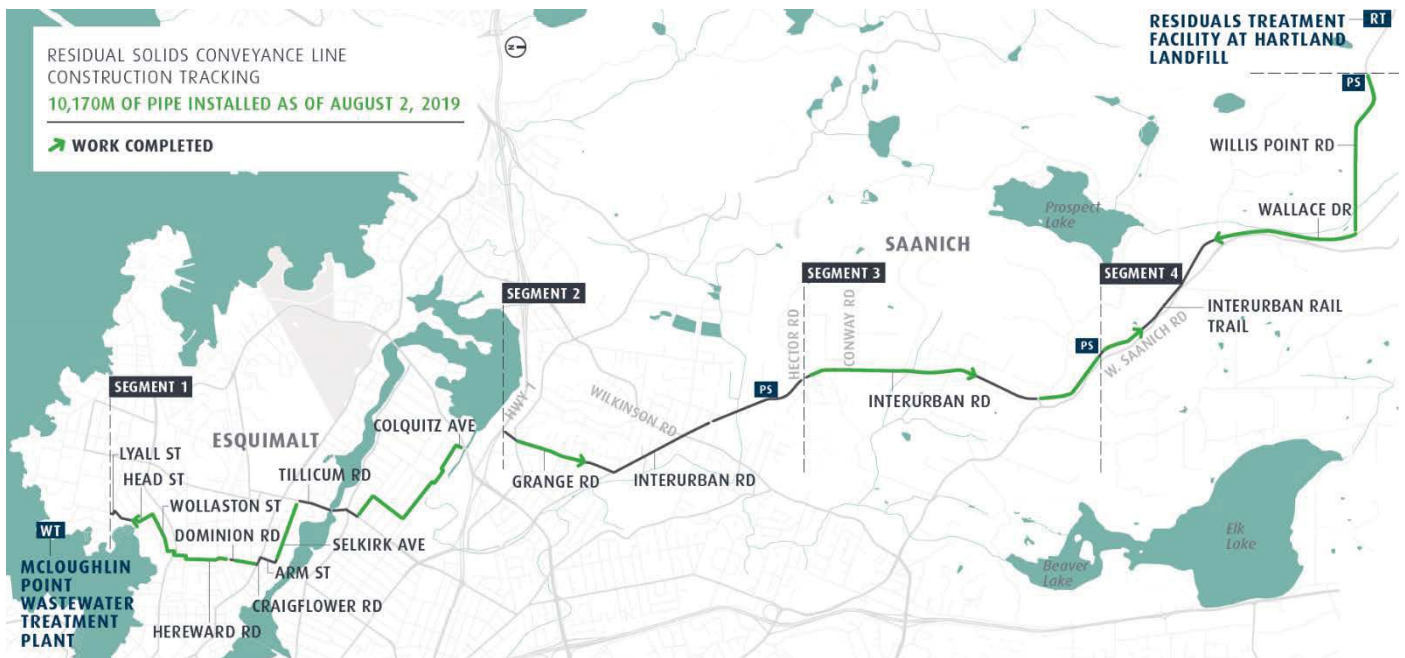 RESIDUAL SOLIDS CONVEYANCE LINE
CONSTRUCTION TRACKING
10,170M OF PIPE INSTALLED AS OF AUGUST 2, 2019
WORK COMPLETED
N
RESIDUALS TREATMENT
FACILITY AT HARTLAND
LANDFILL
RT
PS
WILLIS POINT RD
WALLACE DR
Prospect
Lake
SAANICH
SEGMENT 4
INTERURBAN RAIL
TRAIL
W. SAANICH RD
PS
SEGMENT 3
HECTOR RD
CONWAY RD
INTERURBAN RD
PS
SEGMENT 2
HWY 1
WILKINSON RD
GRANGE RD
INTERURBAN RD
COLQUITZ AVE
SEGMENT 1
ESQUIMALT
LYALL ST
HEAD ST
TILLICUM RD
WOLLASTON ST
DOMINION RD
SELKIRK AVE
ARM ST
CRAIGFLOWER RD
HEREWARD RD
WT
MCLOUGHLIN
POINT
WASTEWATER
TREATMENT
PLANT
Elk
Lake
Beaver
Lake